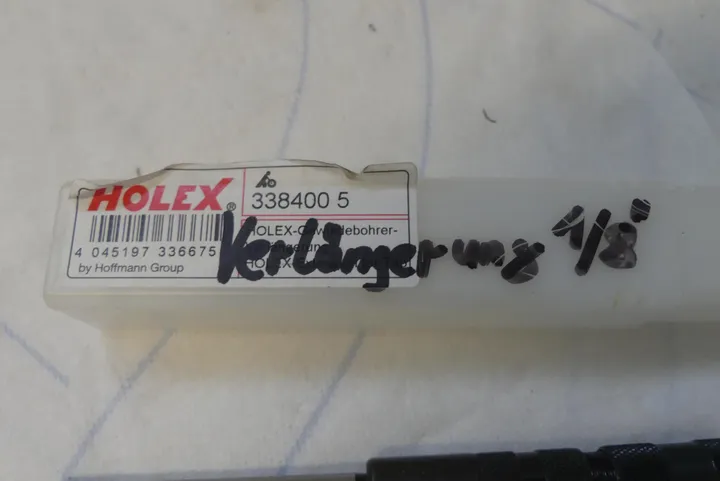 HOLEX®
338400 5
4 045197 336675
by Hoffmann Group
Verlängerung 1/8"